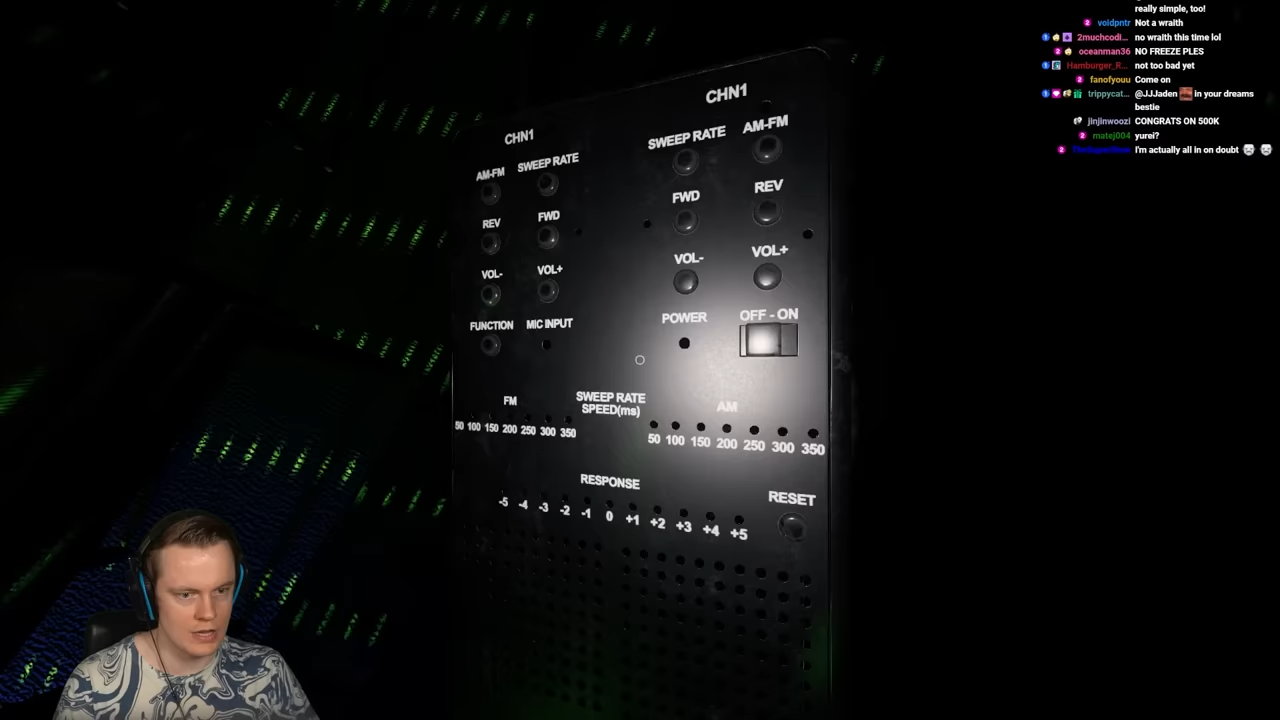 really simple, too!
voidpntr Not a wraith
2muchcodi... no wraith this time lol
oceanman36 NO FREEZE PLES
Hamburger_R... not too bad yet
fanofyouu Come on
trippycat... @JJJaden in your dreams
bestie
jinjinwoozi CONGRATS ON 500K
matej004 yurei?
I'm actually all in on doubt
CHN1
CHN1
AM-FM SWEEP RATE
SWEEP RATE AM-FM
REV FWD
FWD REV
VOL- VOL+
VOL- VOL+
FUNCTION MIC INPUT
POWER OFF - ON
FM
SWEEP RATE
SPEED(ms)
AM
50 100 150 200 250 300 350
50 100 150 200 250 300 350
RESPONSE
RESET
-5 -4 -3 -2 -1 0 +1 +2 +3 +4 +5